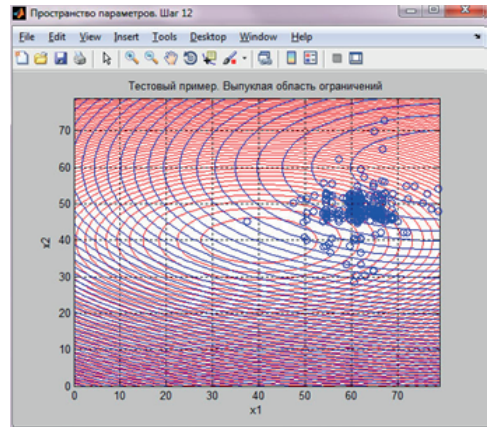 Пространство параметров. Шаг 12
File Edit View Insert Tools Desktop Window Help
Тестовый пример. Выпуклая область ограничений
70
60
50
40
30
20
10
0
x2
0 10 20 30 40 50 60 70
x1